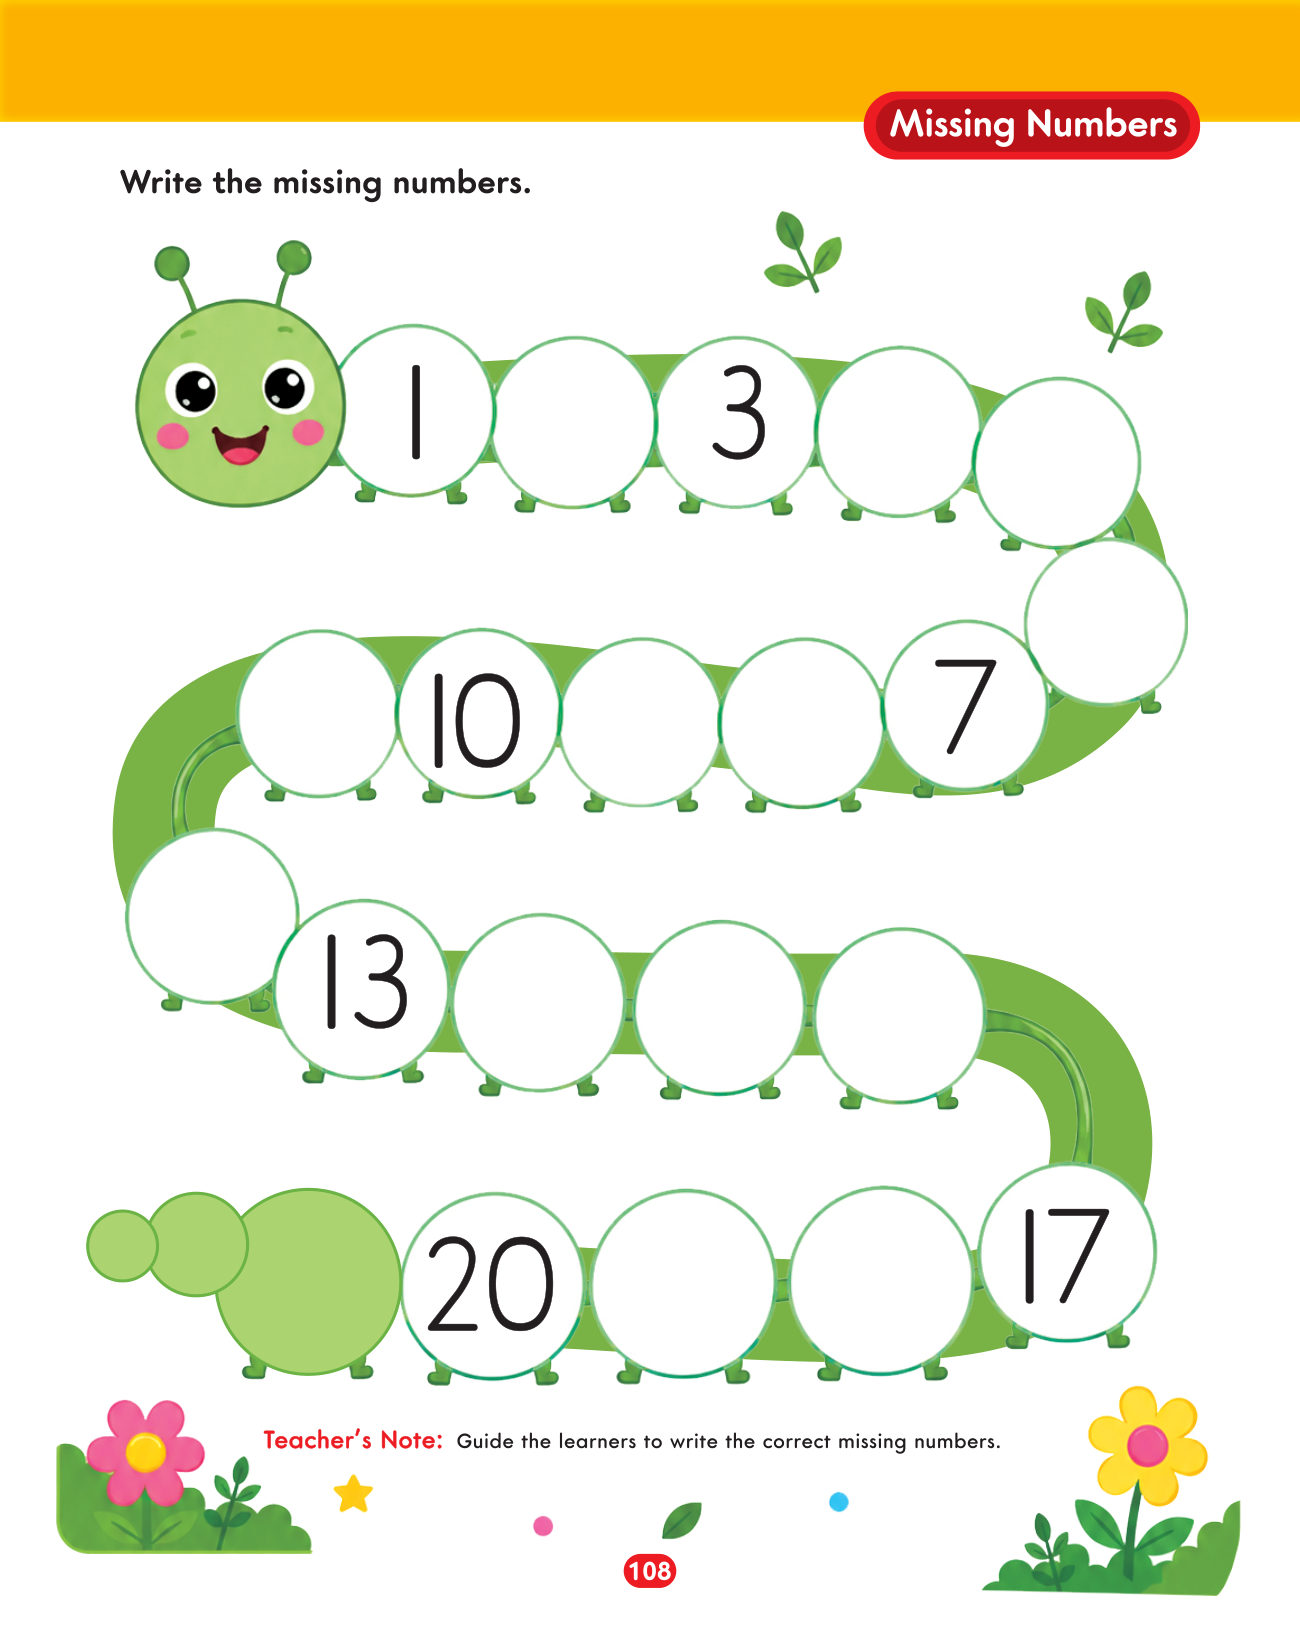 Missing Numbers
Write the missing numbers.
1 3
10 7
13
20 17
Teacher's Note: Guide the learners to write the correct missing numbers.
108